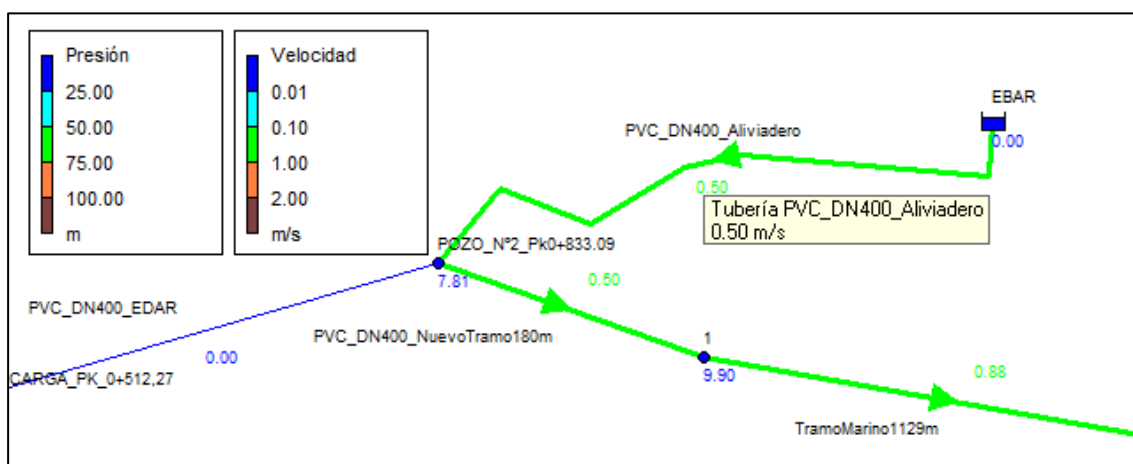 Presión
25.00
50.00
75.00
100.00
m
Velocidad
0.01
0.10
1.00
2.00
m/s
EBAR
0.00
PVC_DN400_Aliviadero
0.50
Tubería PVC_DN400_Aliviadero
0.50 m/s
POZO_Nº2_Pk0+833.09
7.81
0.50
PVC_DN400_EDAR
PVC_DN400_NuevoTramo180m
0.00
1
9.90
CARGA_PK_0+512,27
0.88
TramoMarino1129m